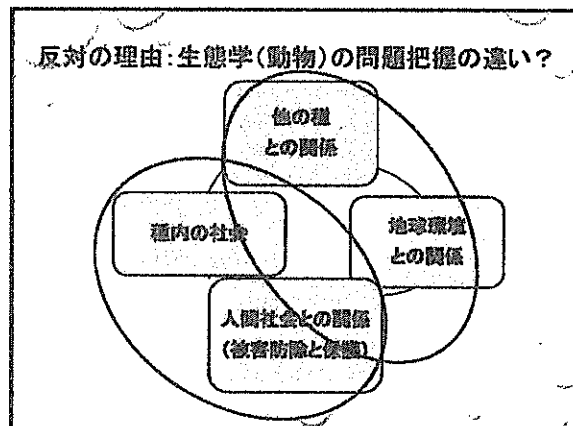 反対の理由：生態学（動物）の問題把握の違い？
他の種
との関係
種内の社会
地球環境
との関係
人間社会との関係
（被害防除と保護）